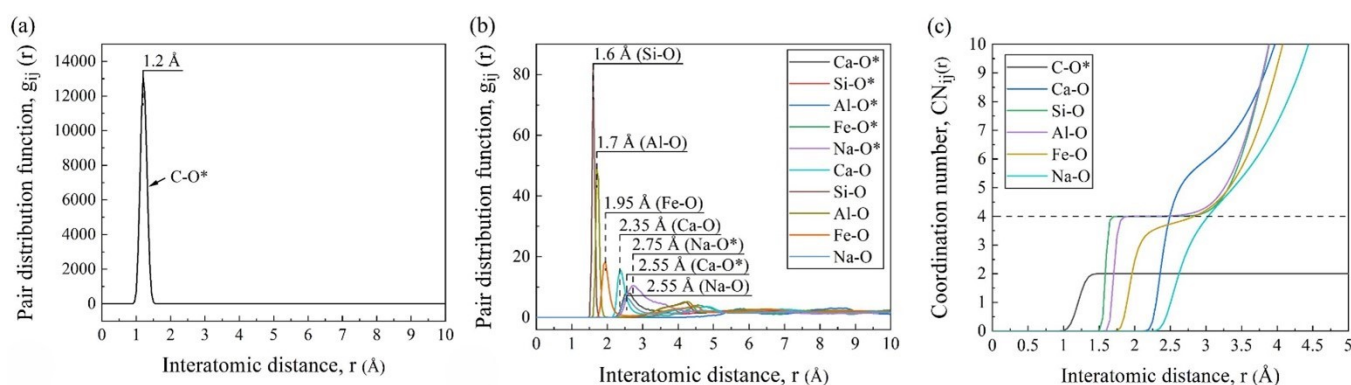 (a)
Pair distribution function, gij (r)
14000
12000
10000
8000
6000
4000
2000
0
1.2 Å
C-O*
0 1 2 3 4 5 6 7 8 9 10
Interatomic distance, r (Å)
(b)
Pair distribution function, gij (r)
80
60
40
20
0
1.6 Å (Si-O)
1.7 Å (Al-O)
1.95 Å (Fe-O)
2.35 Å (Ca-O)
2.75 Å (Na-O*)
2.55 Å (Ca-O*)
2.55 Å (Na-O)
Ca-O*
Si-O*
Al-O*
Fe-O*
Na-O*
Ca-O
Si-O
Al-O
Fe-O
Na-O
0 1 2 3 4 5 6 7 8 9 10
Interatomic distance, r (Å)
(c)
Coordination number, CNij(r)
10
9
8
7
6
5
4
3
2
1
0
C-O*
Ca-O
Si-O
Al-O
Fe-O
Na-O
0 0.5 1 1.5 2 2.5 3 3.5 4 4.5 5
Interatomic distance, r (Å)